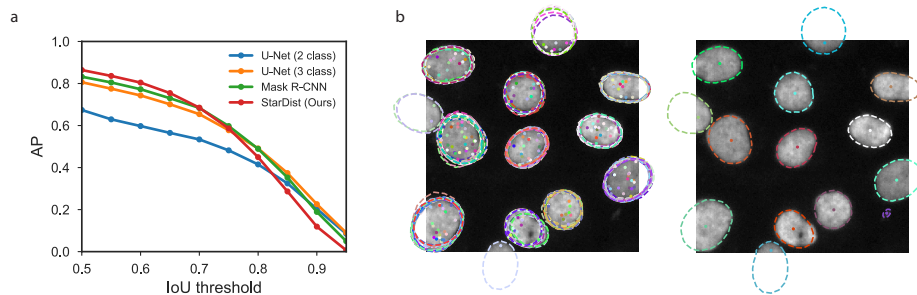 a
b
1.0
0.8
0.6
0.4
0.2
0.0
AP
U-Net (2 class)
U-Net (3 class)
Mask R-CNN
StarDist (Ours)
0.5
0.6
0.7
0.8
0.9
IoU threshold